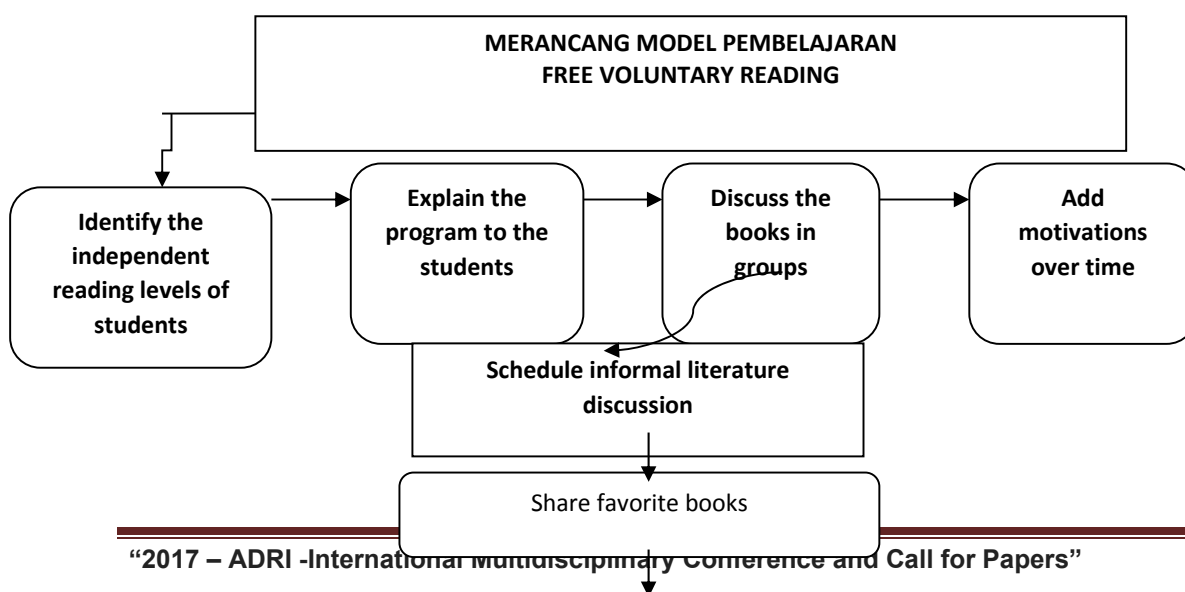 MERANCANG MODEL PEMBELAJARAN
FREE VOLUNTARY READING
Identify the
independent
reading levels of
students
Explain the
program to the
students
Discuss the
books in
groups
Add
motivations
over time
Schedule informal literature
discussion
Share favorite books
“2017 – ADRI -International Multidisciplinary Conference and Call for Papers”